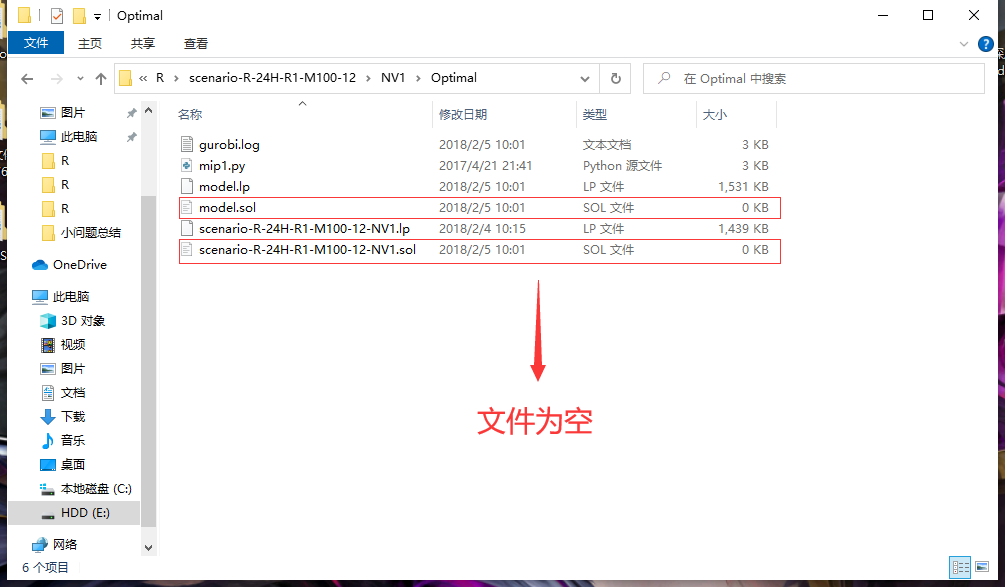 Optimal
文件 主页 共享 查看
« R › scenario-R-24H-R1-M100-12 › NV1 › Optimal
在 Optimal 中搜索
图片
此电脑
R
R
R
小问题总结
OneDrive
此电脑
3D 对象
视频
图片
文档
下载
音乐
桌面
本地磁盘 (C:)
HDD (E:)
网络
名称 修改日期 类型 大小
gurobi.log 2018/2/5 10:01 文本文档 3 KB
mip1.py 2017/4/21 21:41 Python 源文件 3 KB
model.lp 2018/2/5 10:01 LP 文件 1,531 KB
model.sol 2018/2/5 10:01 SOL 文件 0 KB
scenario-R-24H-R1-M100-12-NV1.lp 2018/2/4 10:15 LP 文件 1,439 KB
scenario-R-24H-R1-M100-12-NV1.sol 2018/2/5 10:01 SOL 文件 0 KB
文件为空
6 个项目